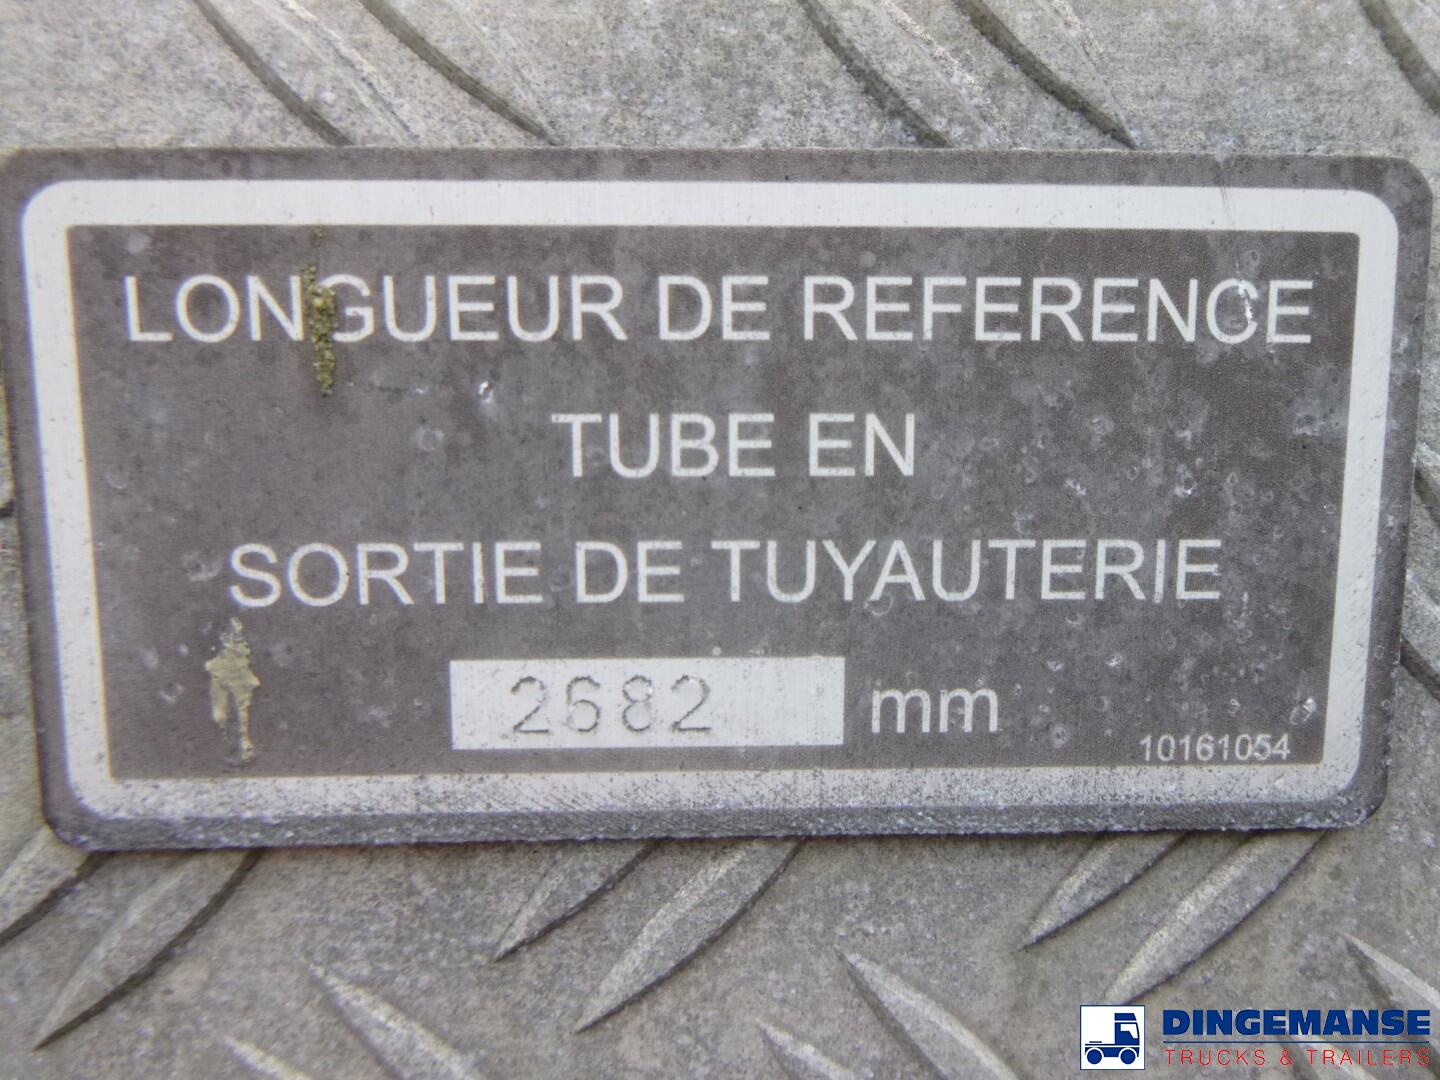 LONGUEUR DE REFERENCE
TUBE EN
SORTIE DE TUYAUTERIE
2682 mm
10161054
DINGEMANSE
TRUCKS & TRAILERS